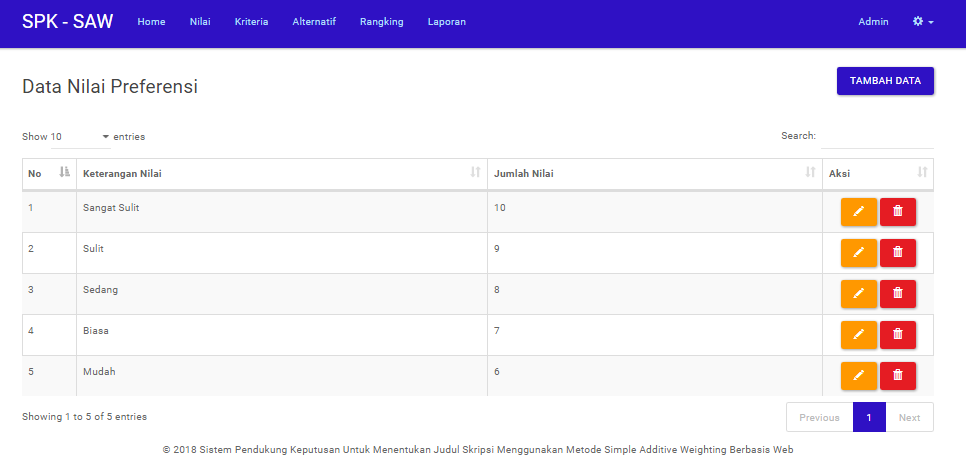 SPK - SAW Home Nilai Kriteria Alternatif Rangking Laporan Admin
Data Nilai Preferensi TAMBAH DATA
Show 10 entries Search:
No Keterangan Nilai Jumlah Nilai Aksi
1 Sangat Sulit 10
2 Sulit 9
3 Sedang 8
4 Biasa 7
5 Mudah 6
Showing 1 to 5 of 5 entries Previous 1 Next
© 2018 Sistem Pendukung Keputusan Untuk Menentukan Judul Skripsi Menggunakan Metode Simple Additive Weighting Berbasis Web